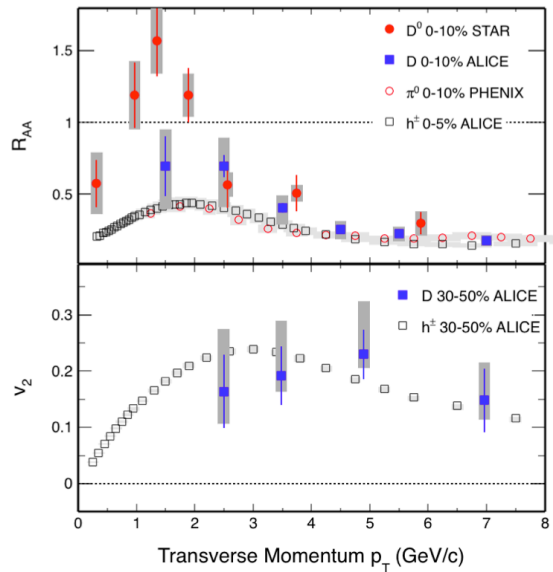 1.5
1
0.5
R_AA
D⁰ 0-10% STAR
D 0-10% ALICE
π⁰ 0-10% PHENIX
h± 0-5% ALICE
0.3
0.2
0.1
0
v₂
D 30-50% ALICE
h± 30-50% ALICE
0 1 2 3 4 5 6 7 8
Transverse Momentum p_T (GeV/c)